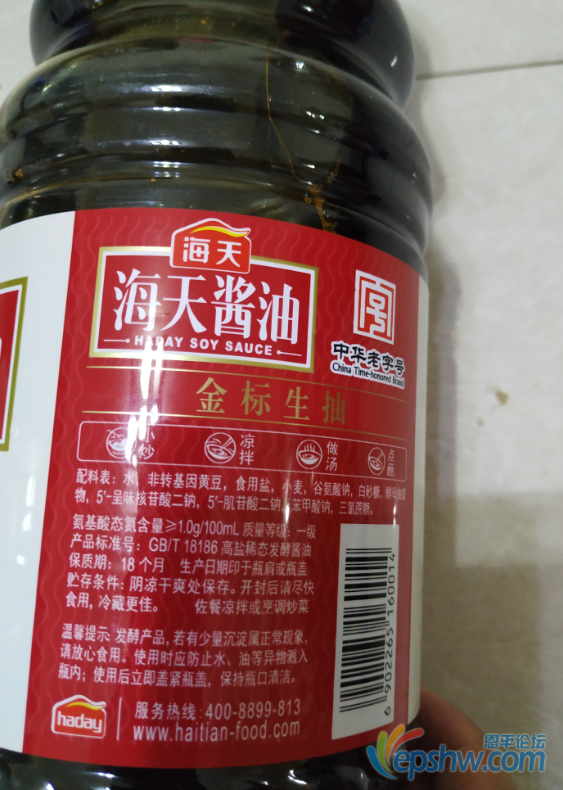 海天
海天酱油
HADAY SOY SAUCE
中华老字号
China Time-honored Brand
金标生抽
小炒
凉拌
做汤
点蘸
配料表：水，非转基因黄豆，食用盐，小麦，谷氨酸钠，白砂糖，酵母抽提
物，5'-呈味核苷酸二钠，5'-肌苷酸二钠，苯甲酸钠，三氯蔗糖。
氨基酸态氮含量≥1.0g/100mL 质量等级：一级
产品标准号：GB/T 18186 高盐稀态发酵酱油
保质期：18个月 生产日期印于瓶肩或瓶盖
贮存条件：阴凉干爽处保存。开封后请尽快
食用，冷藏更佳。 佐餐凉拌或烹调炒菜
温馨提示：发酵产品，若有少量沉淀属正常现象，
请放心食用。使用时应防止水、油等异物溅入
瓶内；使用后立即盖紧瓶盖，保持瓶口清洁。
haday
服务热线：400-8899-813
www.haitian-food.com
6902265160014
恩平论坛
epshw.com